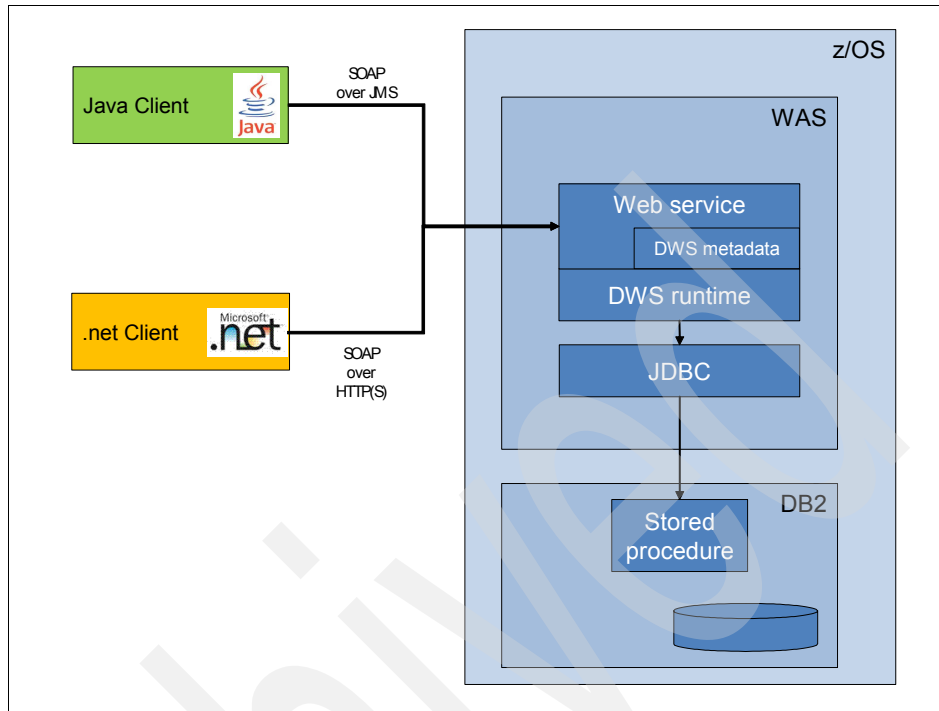 z/OS
SOAP
over JMS
Java Client
Java
WAS
Web service
DWS metadata
DWS runtime
Microsoft
.net Client
.net
SOAP
over
HTTP(S)
JDBC
DB2
Stored
procedure
hived